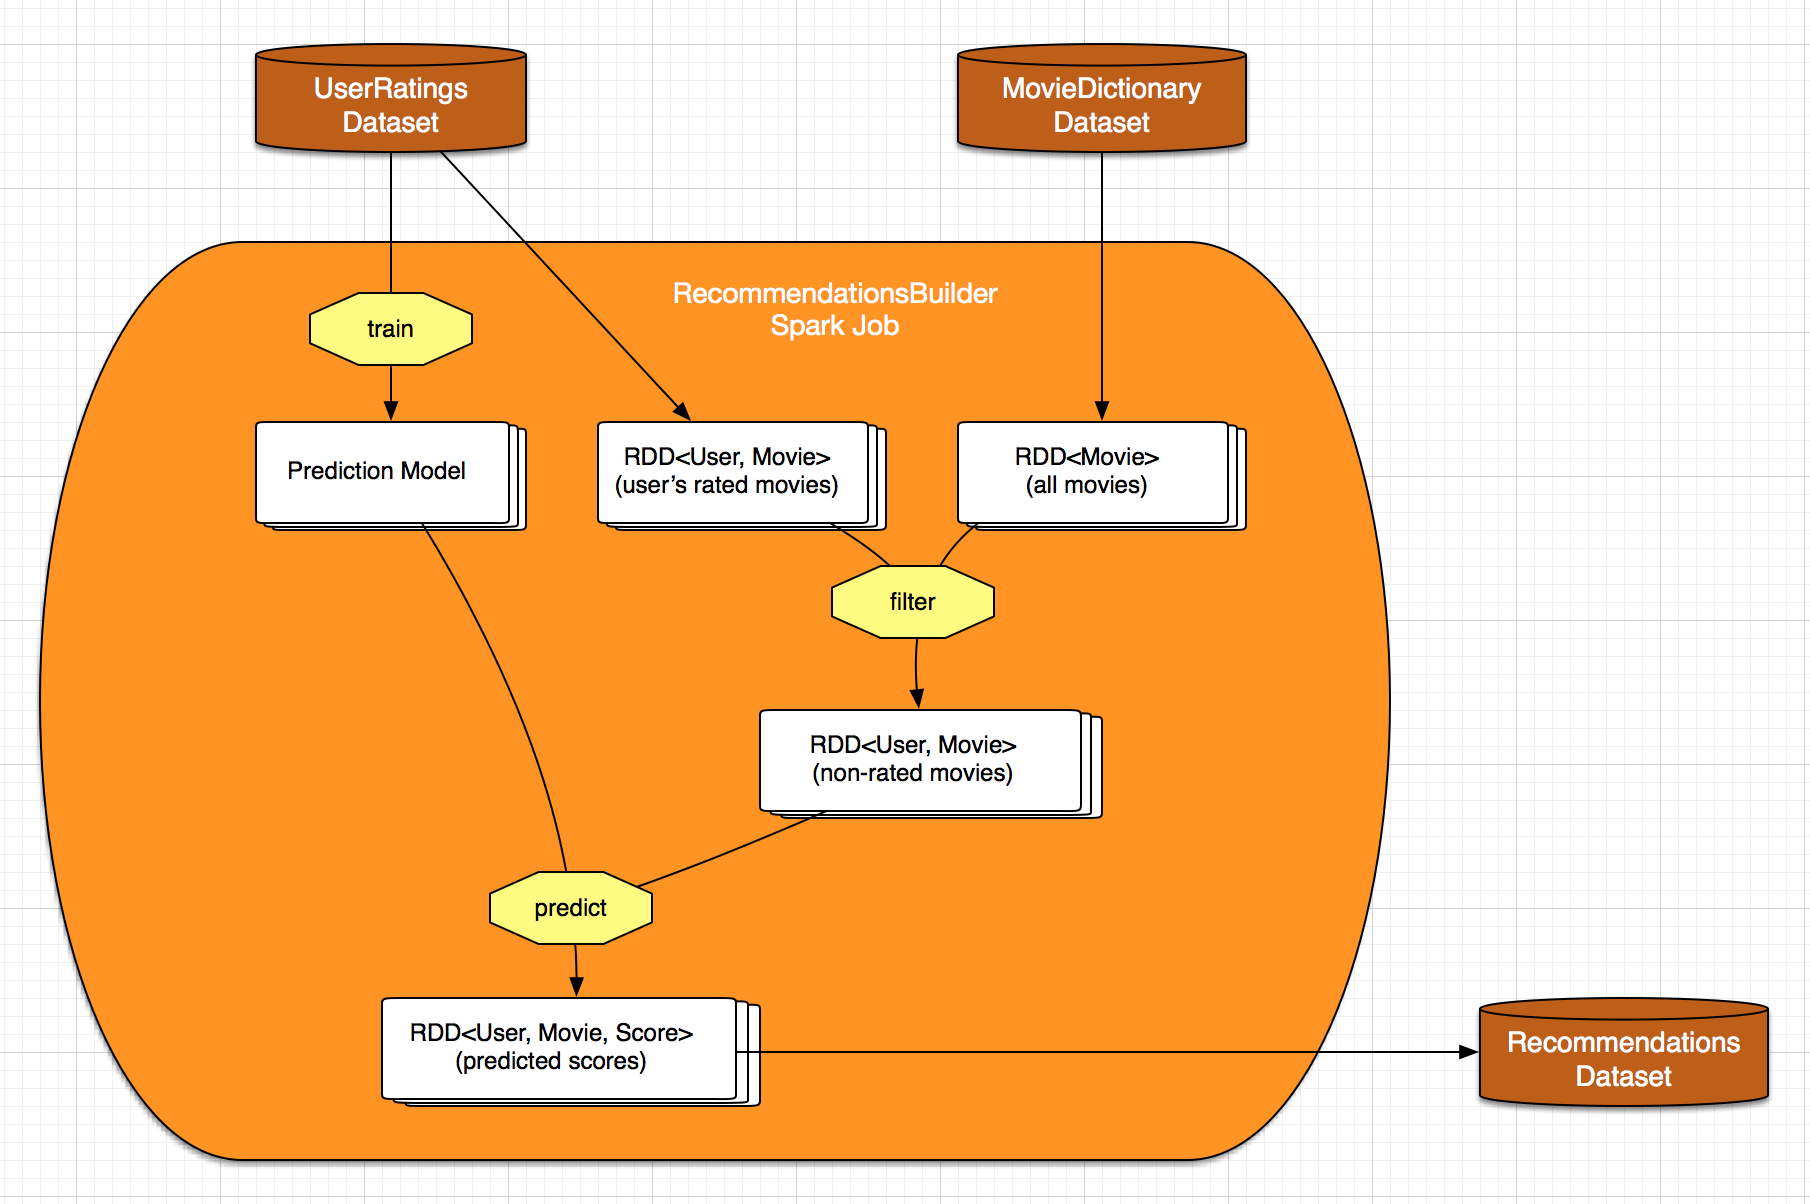 UserRatings
Dataset
MovieDictionary
Dataset
RecommendationsBuilder
Spark Job
train
Prediction Model
RDD<User, Movie>
(user’s rated movies)
RDD<Movie>
(all movies)
filter
RDD<User, Movie>
(non-rated movies)
predict
RDD<User, Movie, Score>
(predicted scores)
Recommendations
Dataset